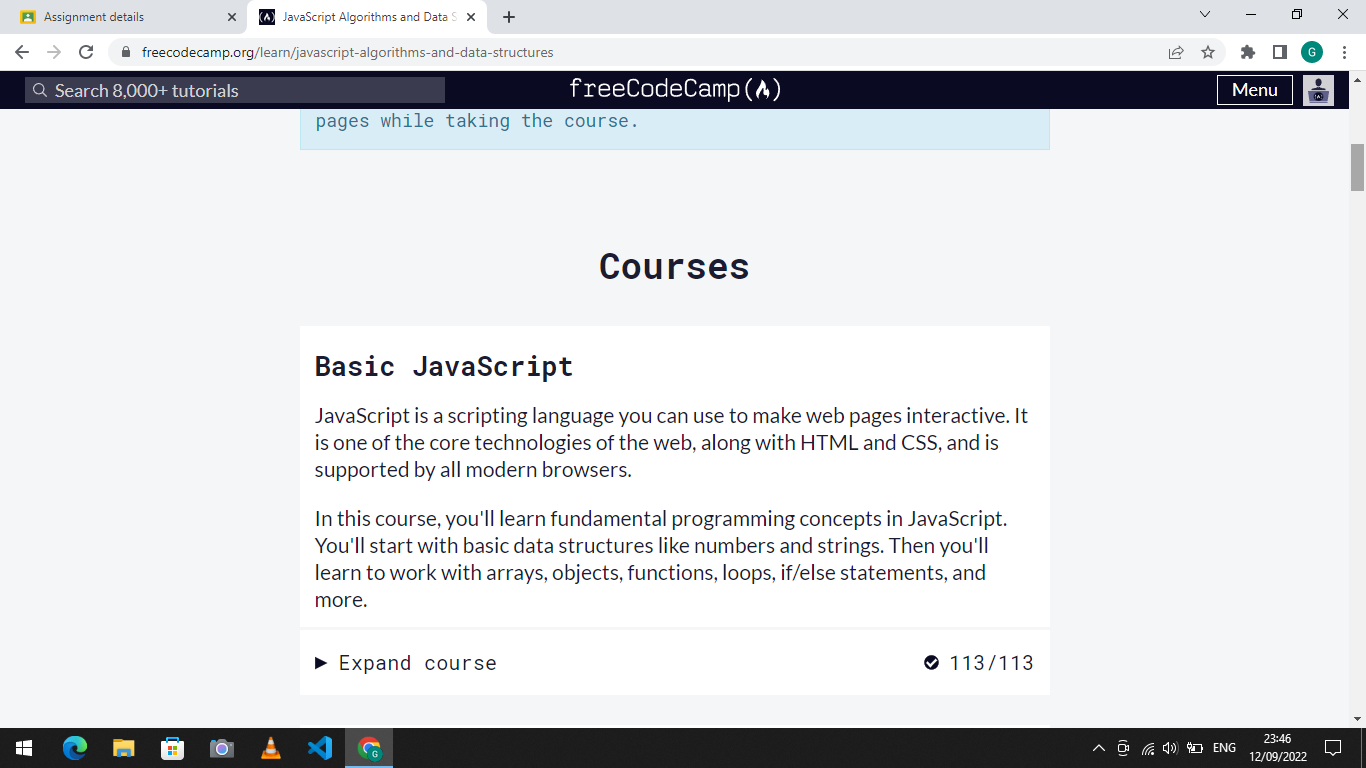 Assignment details
JavaScript Algorithms and Data S
freecodecamp.org/learn/javascript-algorithms-and-data-structures
G
Search 8,000+ tutorials
freeCodeCamp
Menu
pages while taking the course.
Courses
Basic JavaScript
JavaScript is a scripting language you can use to make web pages interactive. It
is one of the core technologies of the web, along with HTML and CSS, and is
supported by all modern browsers.
In this course, you'll learn fundamental programming concepts in JavaScript.
You'll start with basic data structures like numbers and strings. Then you'll
learn to work with arrays, objects, functions, loops, if/else statements, and
more.
Expand course
113/113
G
ENG
23:46
12/09/2022